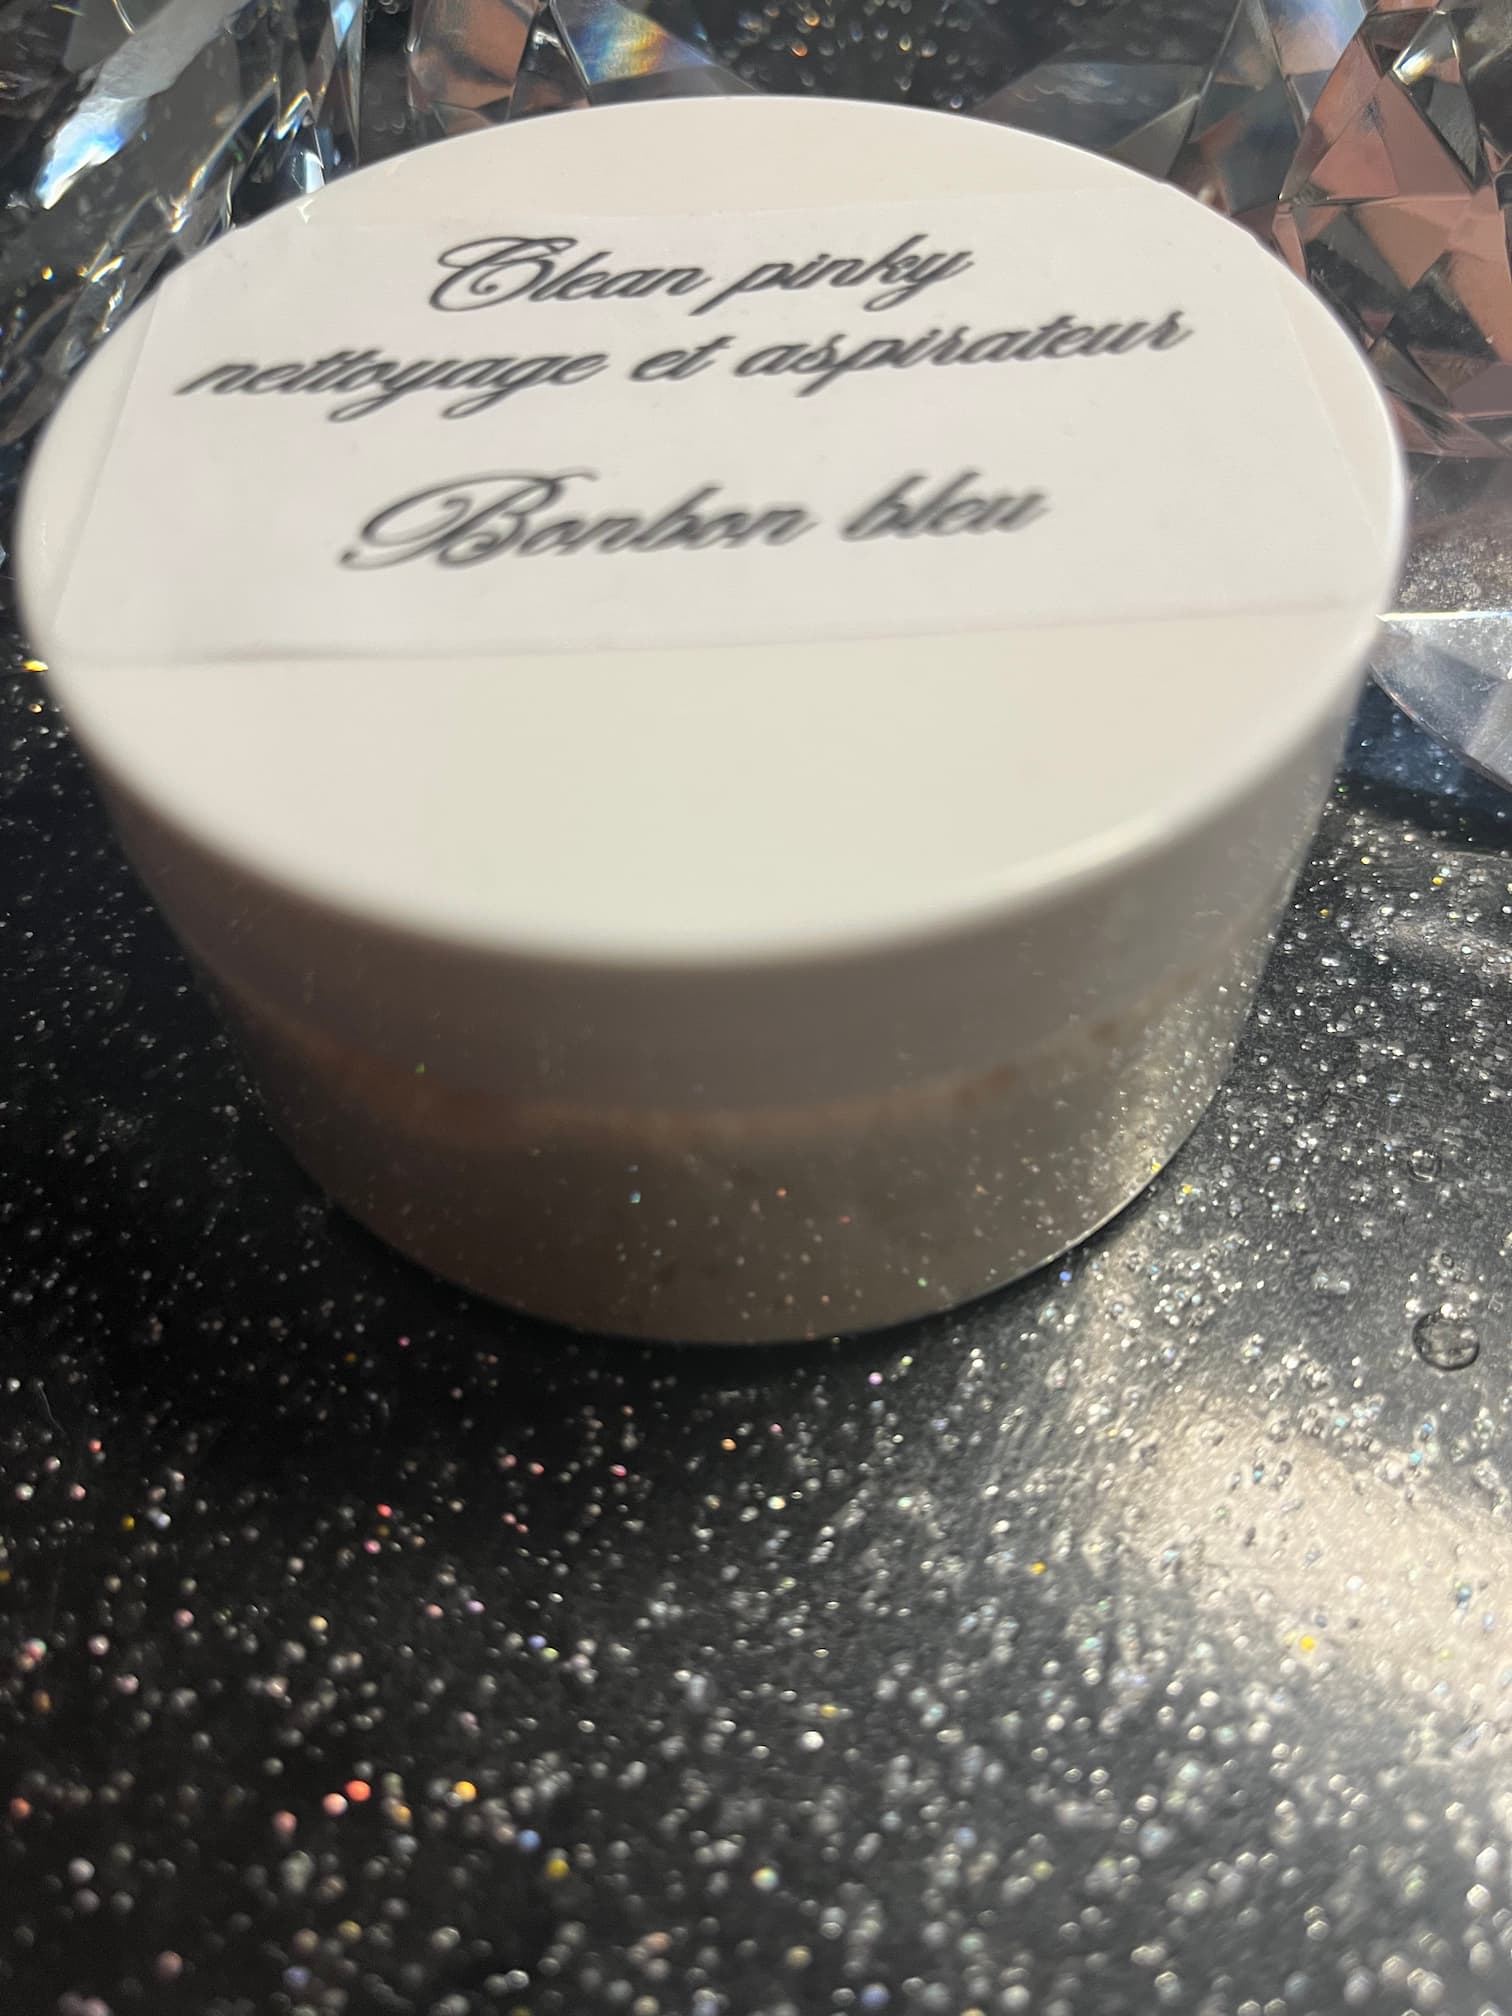 Clean pinky
nettoyage et aspirateur
Bonbon bleu